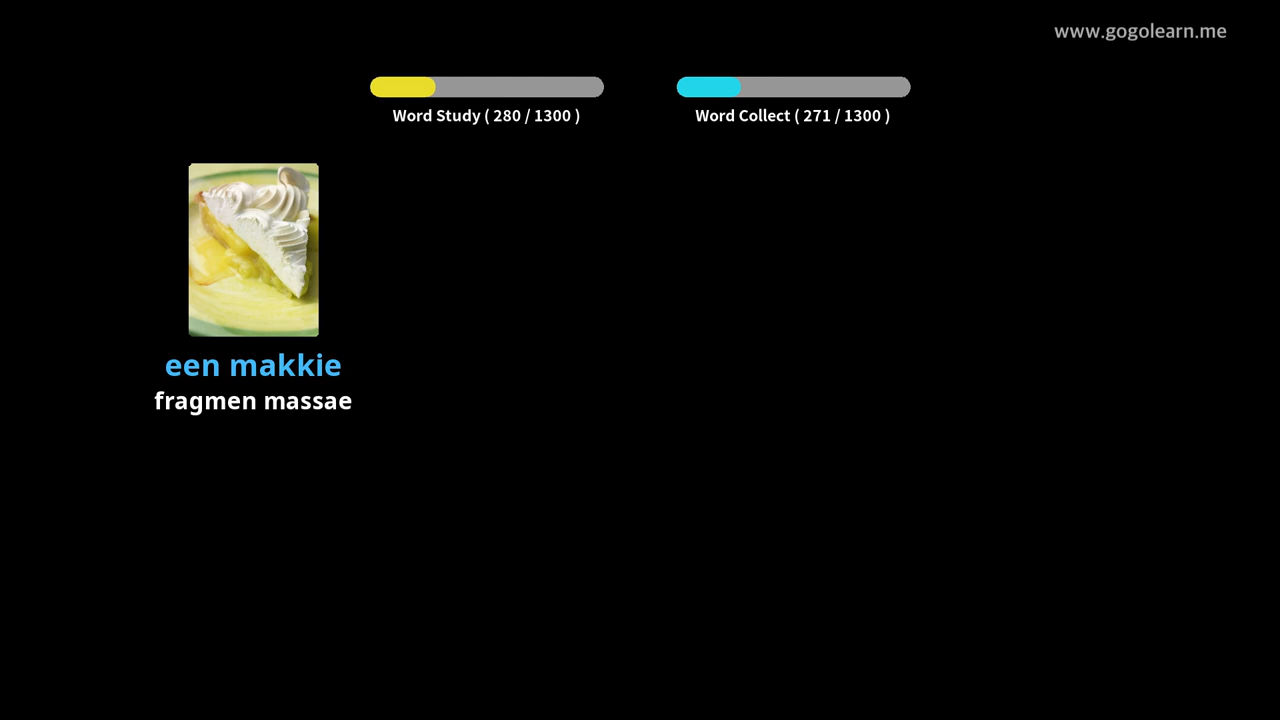 www.gogolearn.me
Word Study ( 280 / 1300 )
Word Collect ( 271 / 1300 )
een makkie
fragmen massae